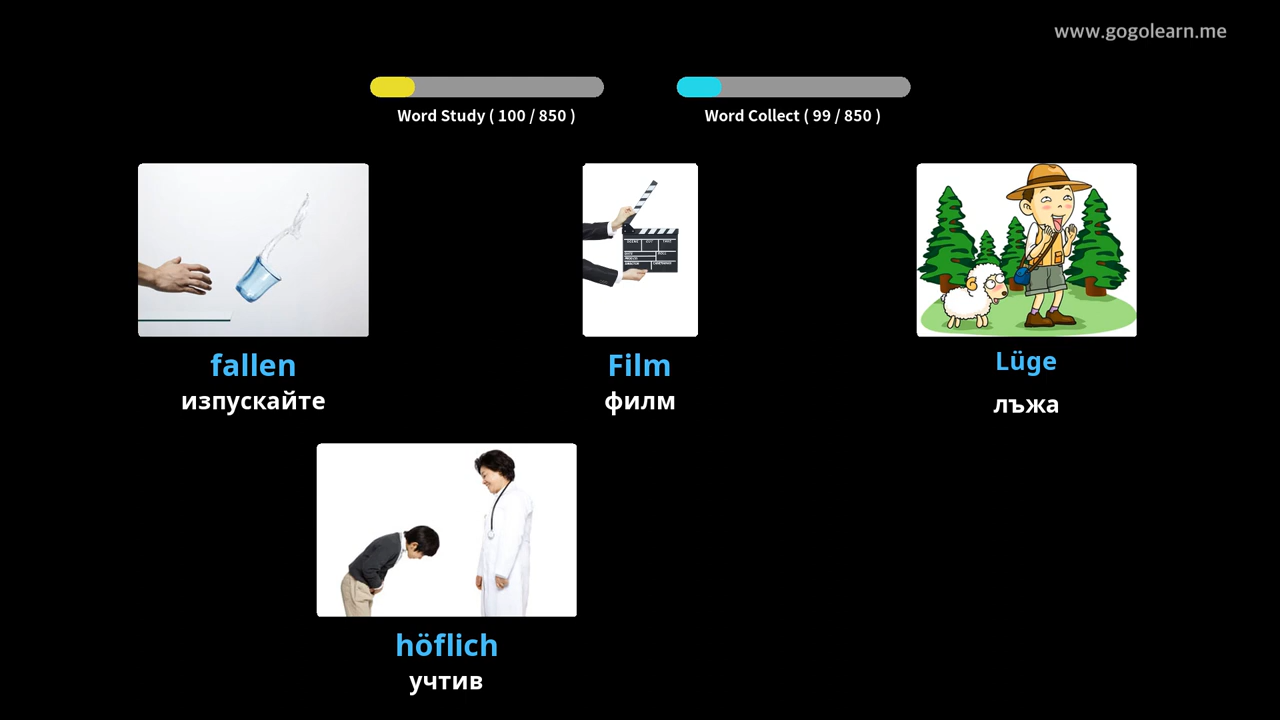 www.gogolearn.me
Word Study ( 100 / 850 )
Word Collect ( 99 / 850 )
fallen
изпускайте
Film
филм
Lüge
лъжа
höflich
учтив